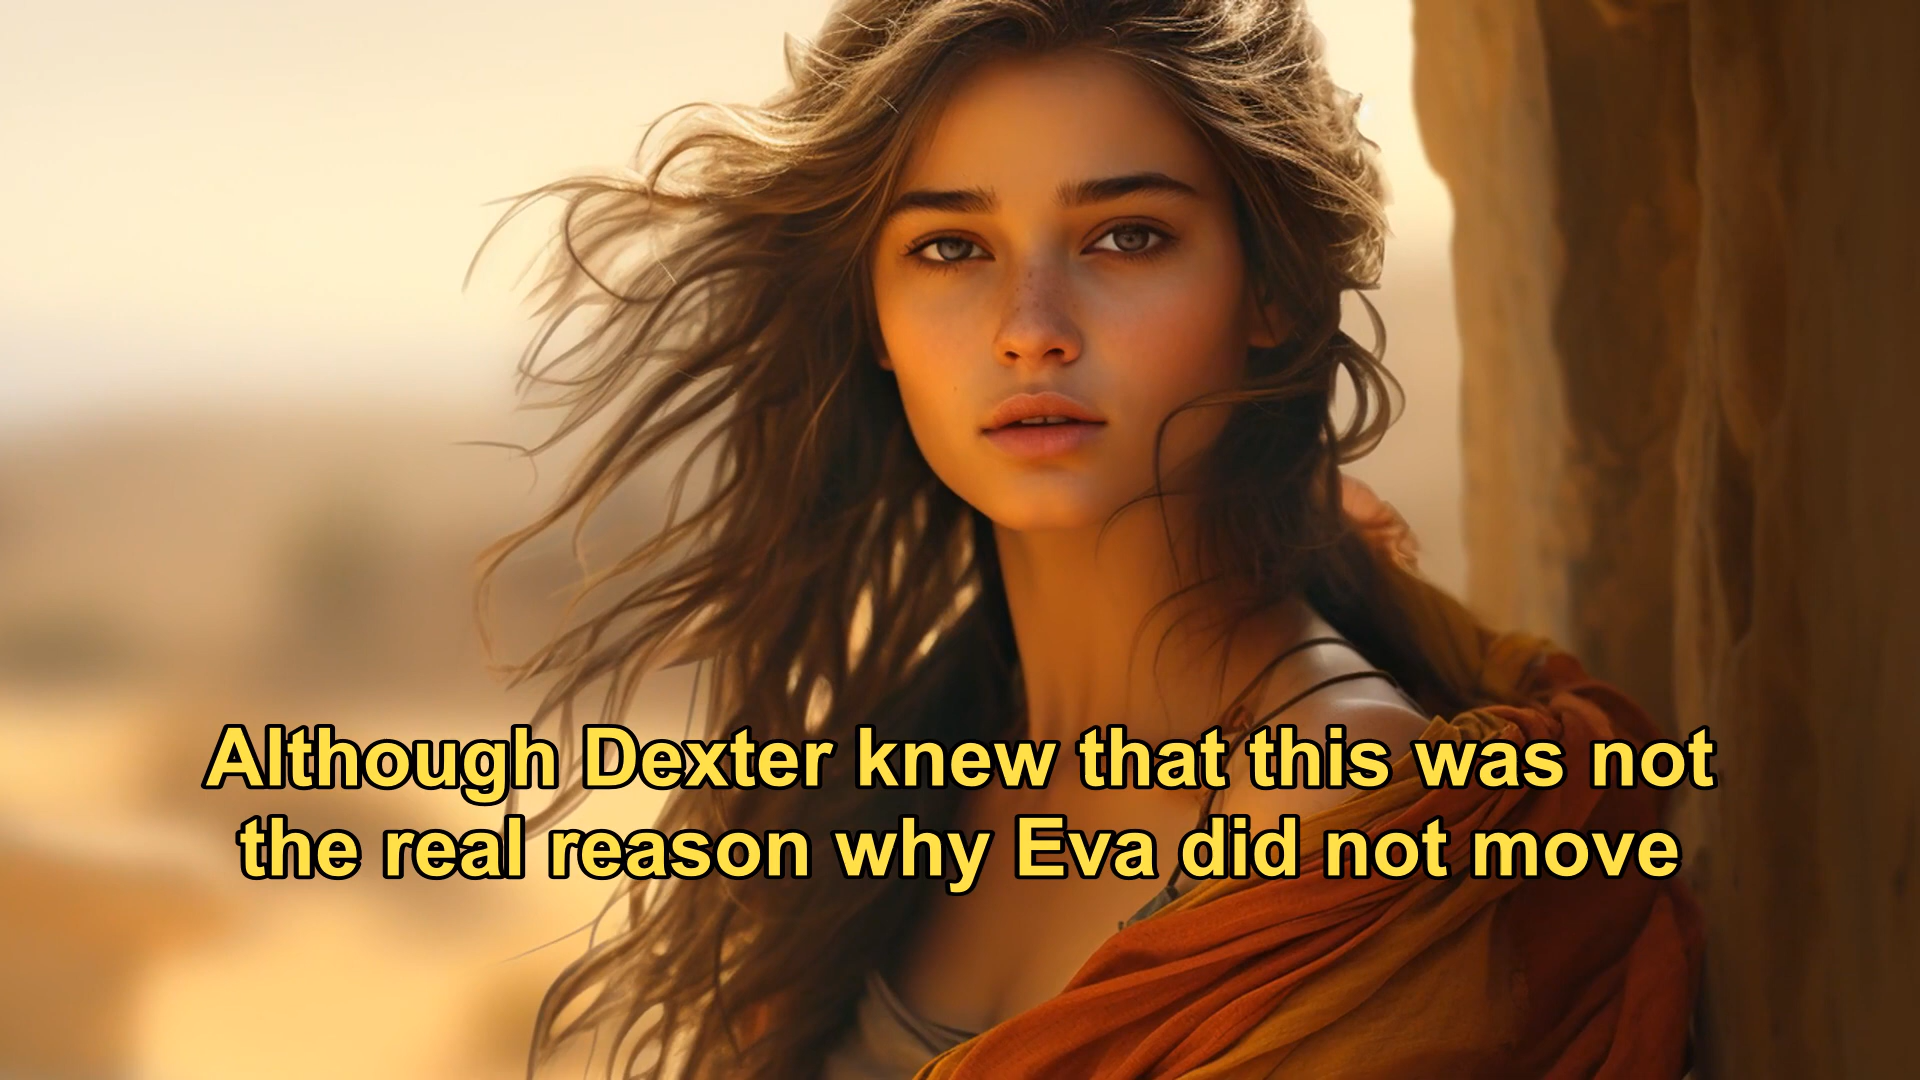 Although Dexter knew that this was not
the real reason why Eva did not move